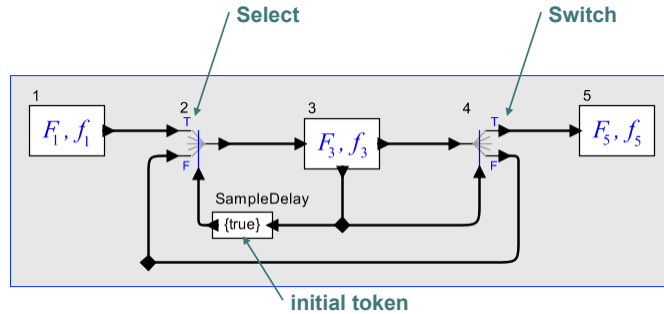 Select
Switch
1
2
3
4
5
T
T
F₁, f₁
F₃, f₃
F₅, f₅
F
F
SampleDelay
{true}
initial token